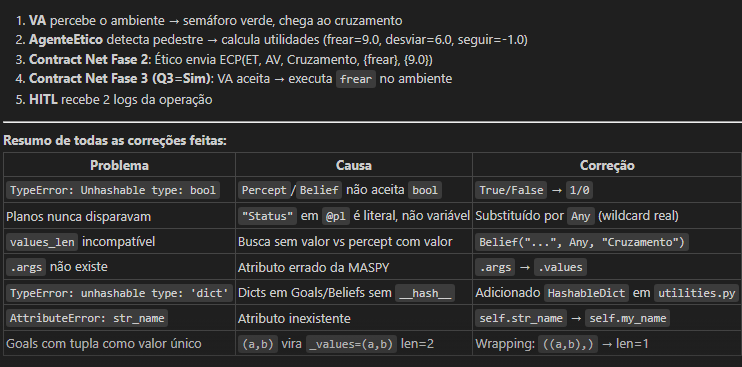 1. VA percebe o ambiente → semáforo verde, chega ao cruzamento
2. AgenteEtico detecta pedestre → calcula utilidades (frear=9.0, desviar=6.0, seguir=-1.0)
3. Contract Net Fase 2: Ético envia ECP(ET, AV, Cruzamento, {frear}, {9.0})
4. Contract Net Fase 3 (Q3=Sim): VA aceita → executa frear no ambiente
5. HITL recebe 2 logs da operação
Resumo de todas as correções feitas:
Problema Causa Correção
TypeError: Unhashable type: bool Percept/Belief não aceita bool True/False → 1/0
Planos nunca disparavam "Status" em @pl é literal, não variável Substituído por Any (wildcard real)
values_len incompatível Busca sem valor vs percept com valor Belief("...", Any, "Cruzamento")
.args não existe Atributo errado da MASPY .args → .values
TypeError: unhashable type: 'dict' Dicts em Goals/Beliefs sem __hash__ Adicionado HashableDict em utilities.py
AttributeError: str_name Atributo inexistente self.str_name → self.my_name
Goals com tupla como valor único (a,b) vira _values=(a,b) len=2 Wrapping: ((a,b),) → len=1